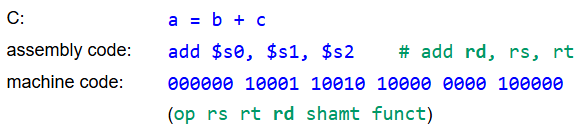 C: a = b + c
assembly code: add $s0, $s1, $s2 # add rd, rs, rt
machine code: 000000 10001 10010 10000 0000 100000
(op rs rt rd shamt funct)